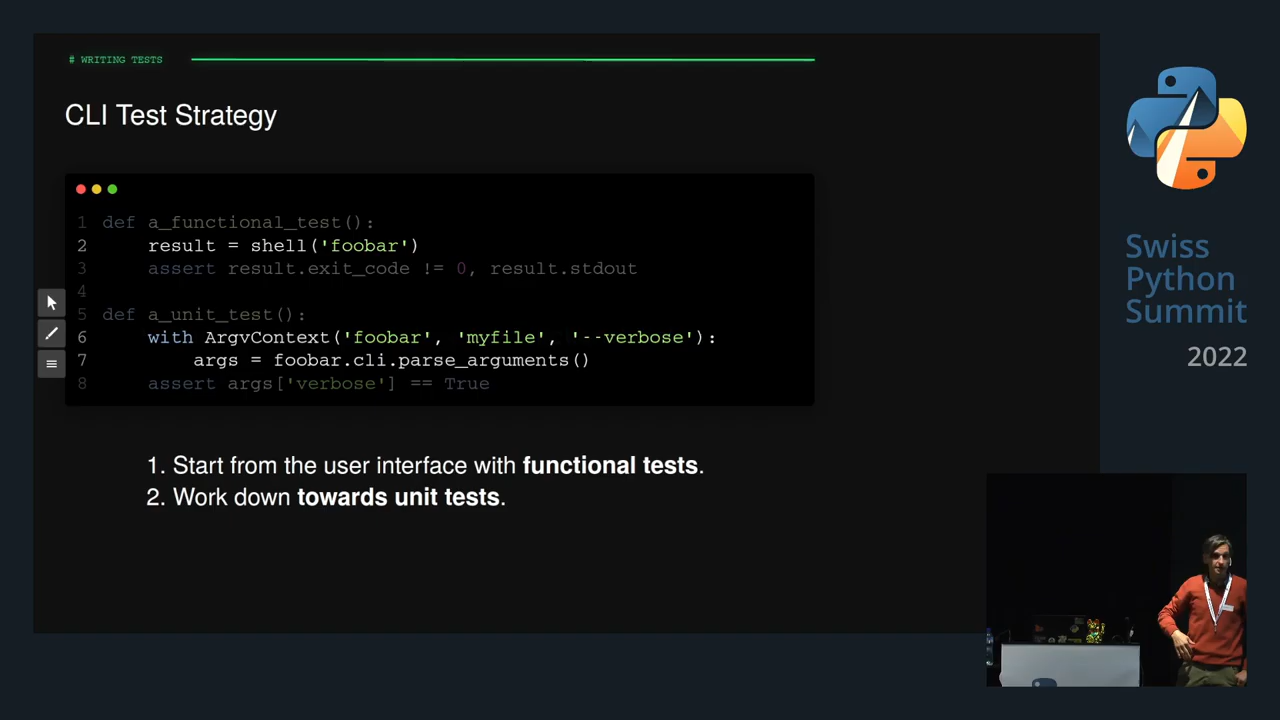 # WRITING TESTS
CLI Test Strategy
1 def a_functional_test():
2 result = shell('foobar')
3 assert result.exit_code != 0, result.stdout
4
5 def a_unit_test():
6 with ArgvContext('foobar', 'myfile', '--verbose'):
7 args = foobar.cli.parse_arguments()
8 assert args['verbose'] == True
1. Start from the user interface with functional tests.
2. Work down towards unit tests.
Swiss
Python
Summit
2022